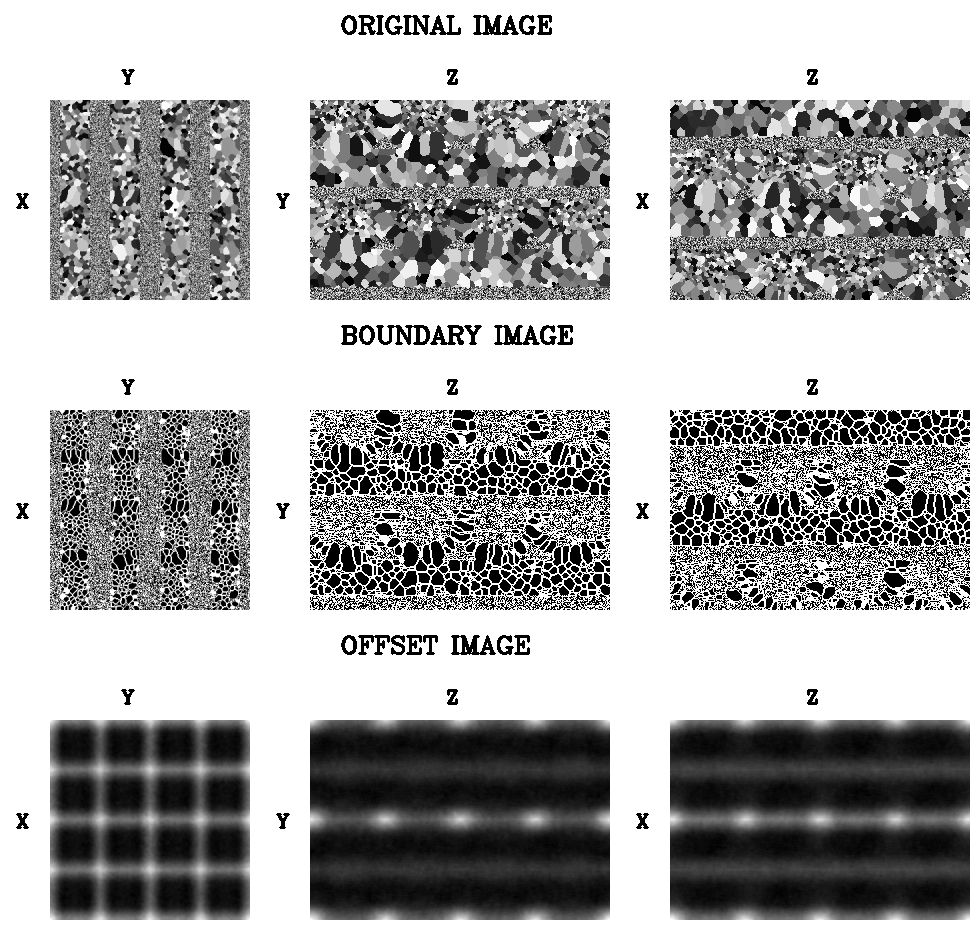 ORIGINAL IMAGE
Y Z Z
X Y X
BOUNDARY IMAGE
Y Z Z
X Y X
OFFSET IMAGE
Y Z Z
X Y X